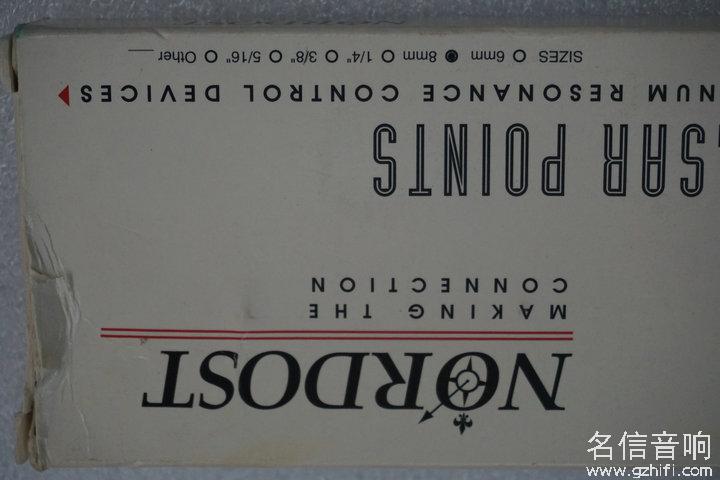 NORDOST
MAKING THE
CONNECTION
SAR POINTS
NUM RESONANCE CONTROL DEVICES
SIZES ○ 6mm ● 8mm ○ 1/4" ○ 3/8" ○ 5/16" ○ Other ___
名信音响
www.gzhifi.com